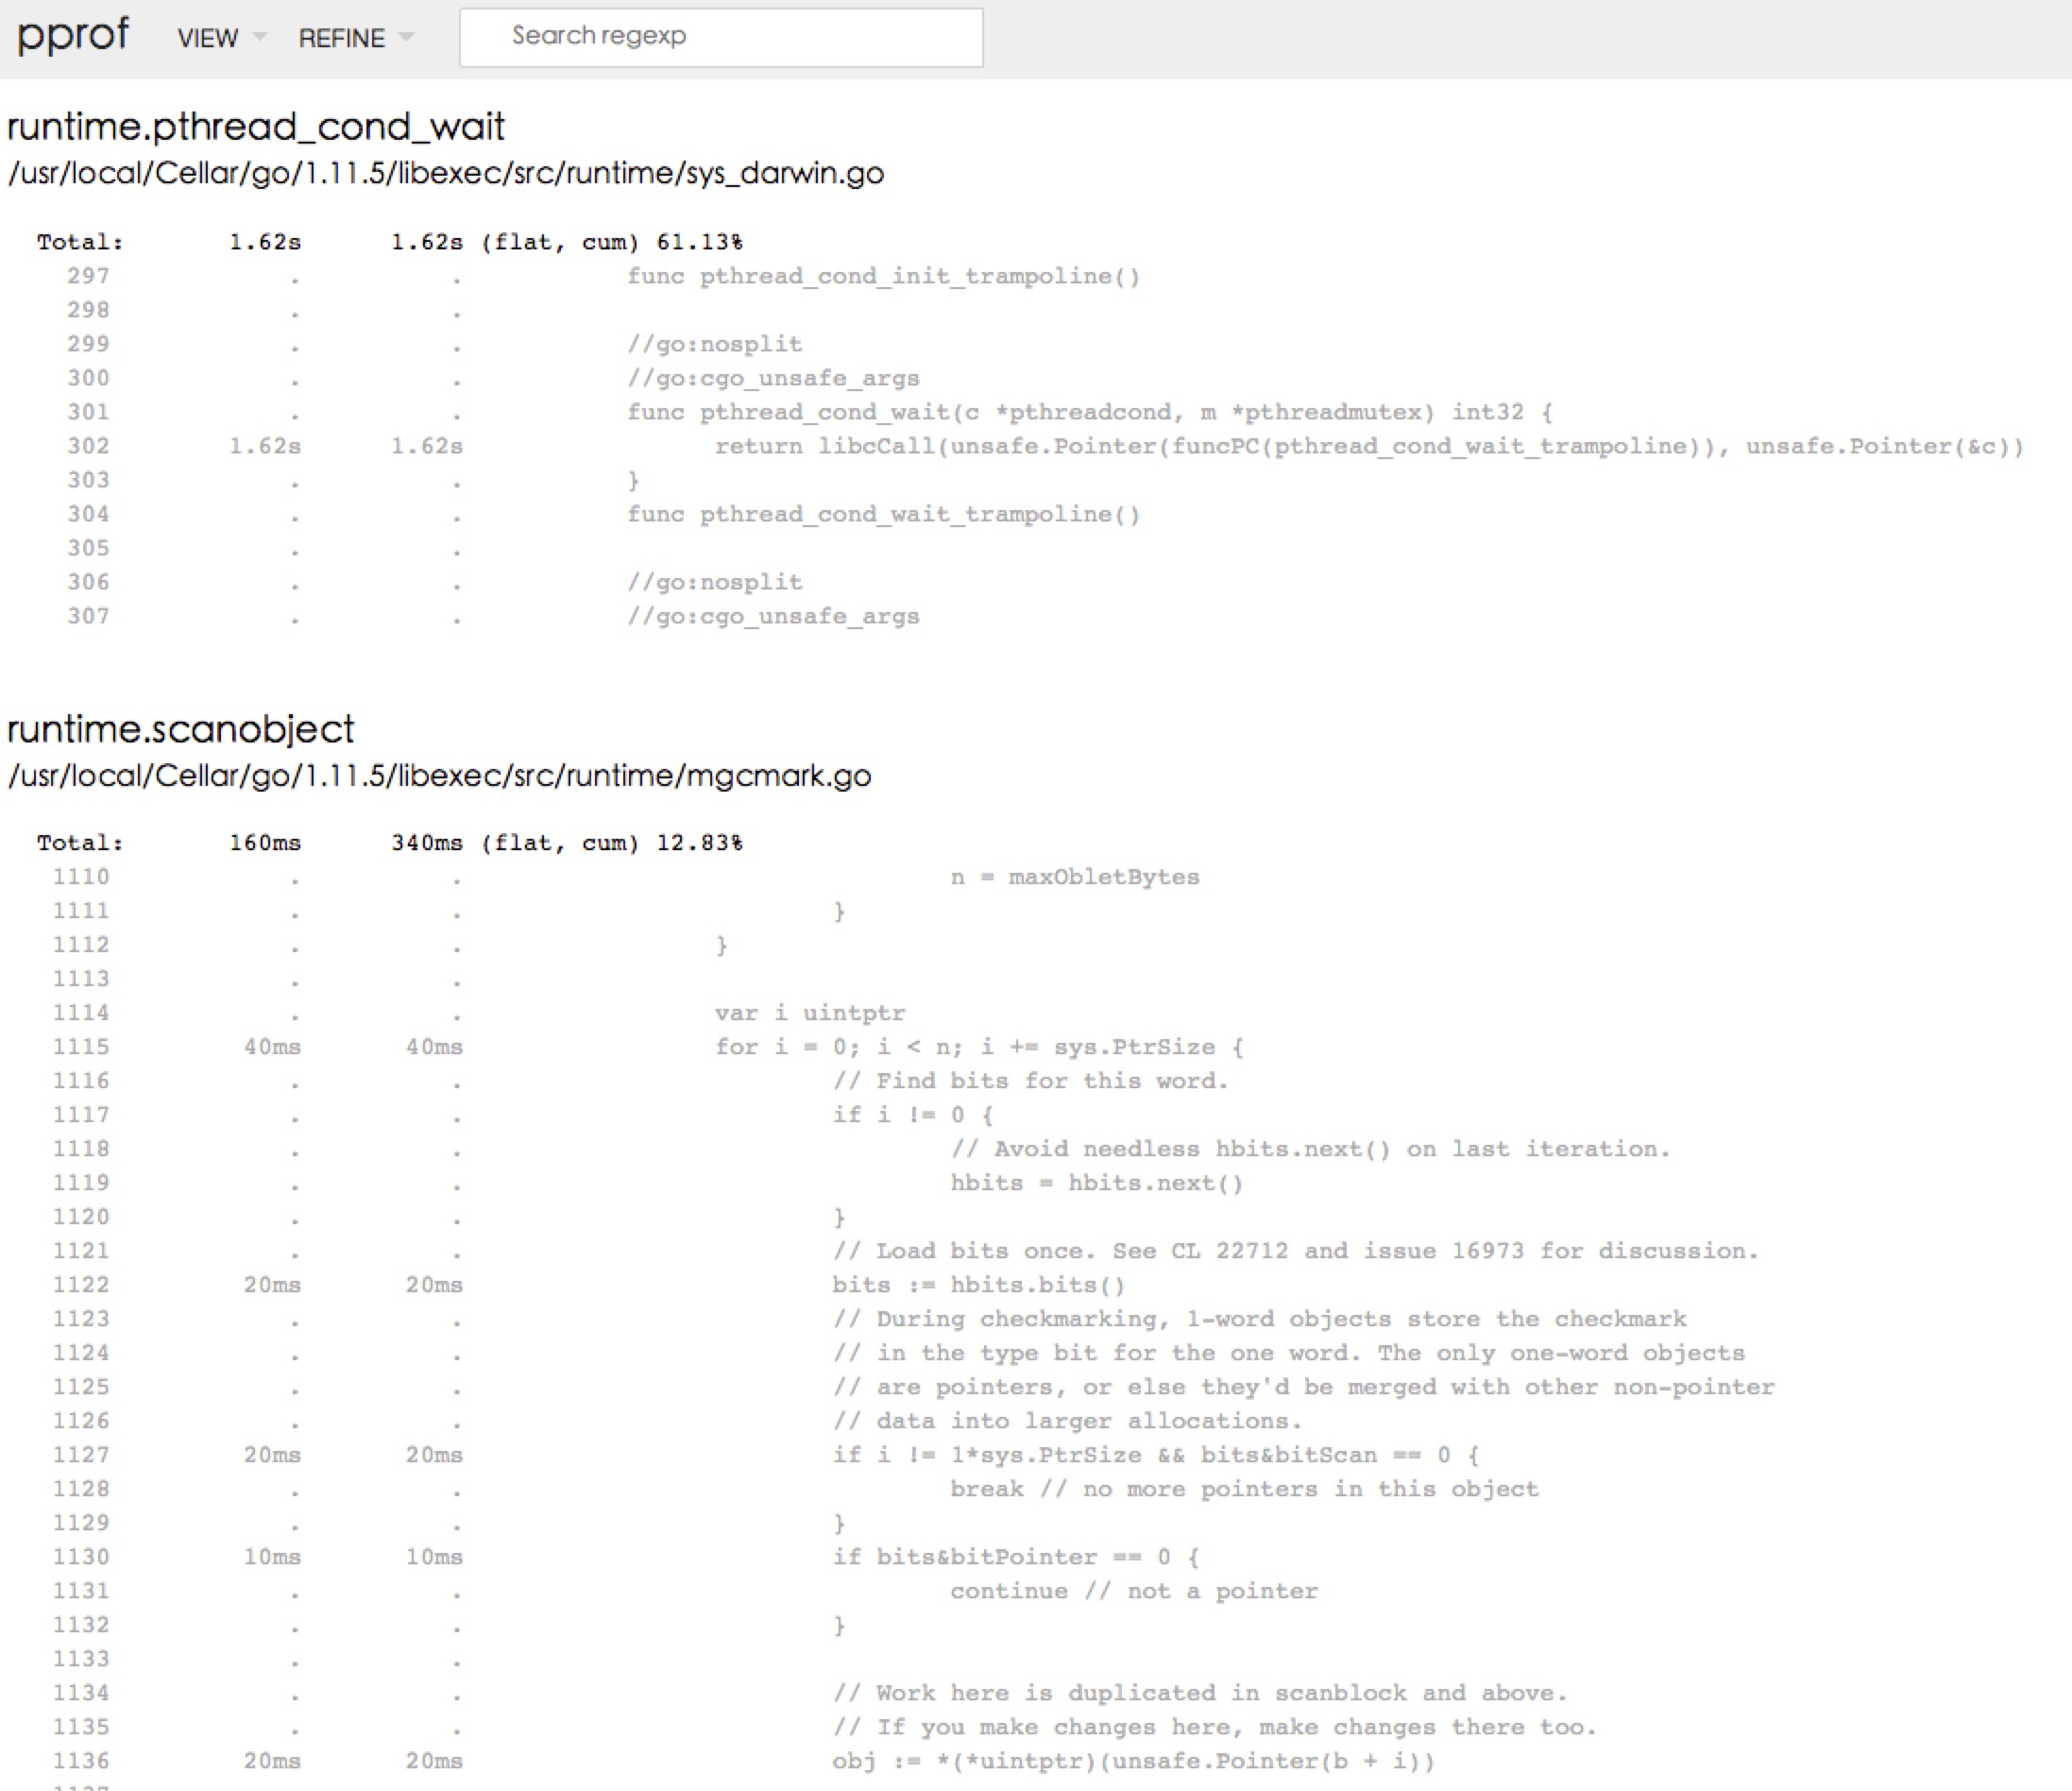 pprof VIEW REFINE Search regexp
runtime.pthread_cond_wait
/usr/local/Cellar/go/1.11.5/libexec/src/runtime/sys_darwin.go
Total: 1.62s 1.62s (flat, cum) 61.13%
297 . . func pthread_cond_init_trampoline()
298 . .
299 . . //go:nosplit
300 . . //go:cgo_unsafe_args
301 . . func pthread_cond_wait(c *pthreadcond, m *pthreadmutex) int32 {
302 1.62s 1.62s return libcCall(unsafe.Pointer(funcPC(pthread_cond_wait_trampoline)), unsafe.Pointer(&c))
303 . . }
304 . . func pthread_cond_wait_trampoline()
305 . .
306 . . //go:nosplit
307 . . //go:cgo_unsafe_args
runtime.scanobject
/usr/local/Cellar/go/1.11.5/libexec/src/runtime/mgcmark.go
Total: 160ms 340ms (flat, cum) 12.83%
1110 . . n = maxObletBytes
1111 . . }
1112 . . }
1113 . .
1114 . . var i uintptr
1115 40ms 40ms for i = 0; i < n; i += sys.PtrSize {
1116 . . // Find bits for this word.
1117 . . if i != 0 {
1118 . . // Avoid needless hbits.next() on last iteration.
1119 . . hbits = hbits.next()
1120 . . }
1121 . . // Load bits once. See CL 22712 and issue 16973 for discussion.
1122 20ms 20ms bits := hbits.bits()
1123 . . // During checkmarking, 1-word objects store the checkmark
1124 . . // in the type bit for the one word. The only one-word objects
1125 . . // are pointers, or else they'd be merged with other non-pointer
1126 . . // data into larger allocations.
1127 20ms 20ms if i != 1*sys.PtrSize && bits&bitScan == 0 {
1128 . . break // no more pointers in this object
1129 . . }
1130 10ms 10ms if bits&bitPointer == 0 {
1131 . . continue // not a pointer
1132 . . }
1133 . .
1134 . . // Work here is duplicated in scanblock and above.
1135 . . // If you make changes here, make changes there too.
1136 20ms 20ms obj := *(*uintptr)(unsafe.Pointer(b + i))